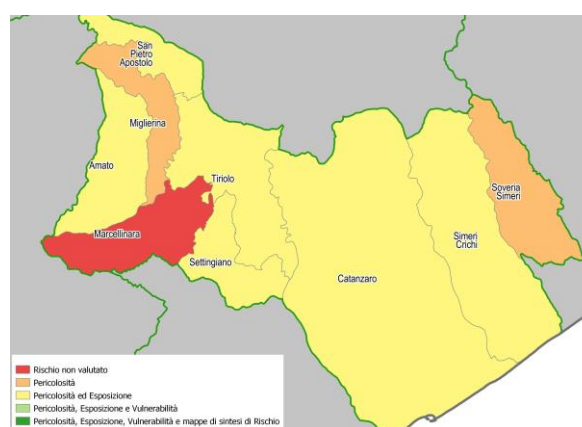 San
Pietro
Apostolo
Miglierina
Amato
Tiriolo
Soveria
Simeri
Marcellinara
Simeri
Crichi
Settingiano
Catanzaro
Rischio non valutato
Pericolosità
Pericolosità ed Esposizione
Pericolosità, Esposizione e Vulnerabilità
Pericolosità, Esposizione, Vulnerabilità e mappe di sintesi di Rischio